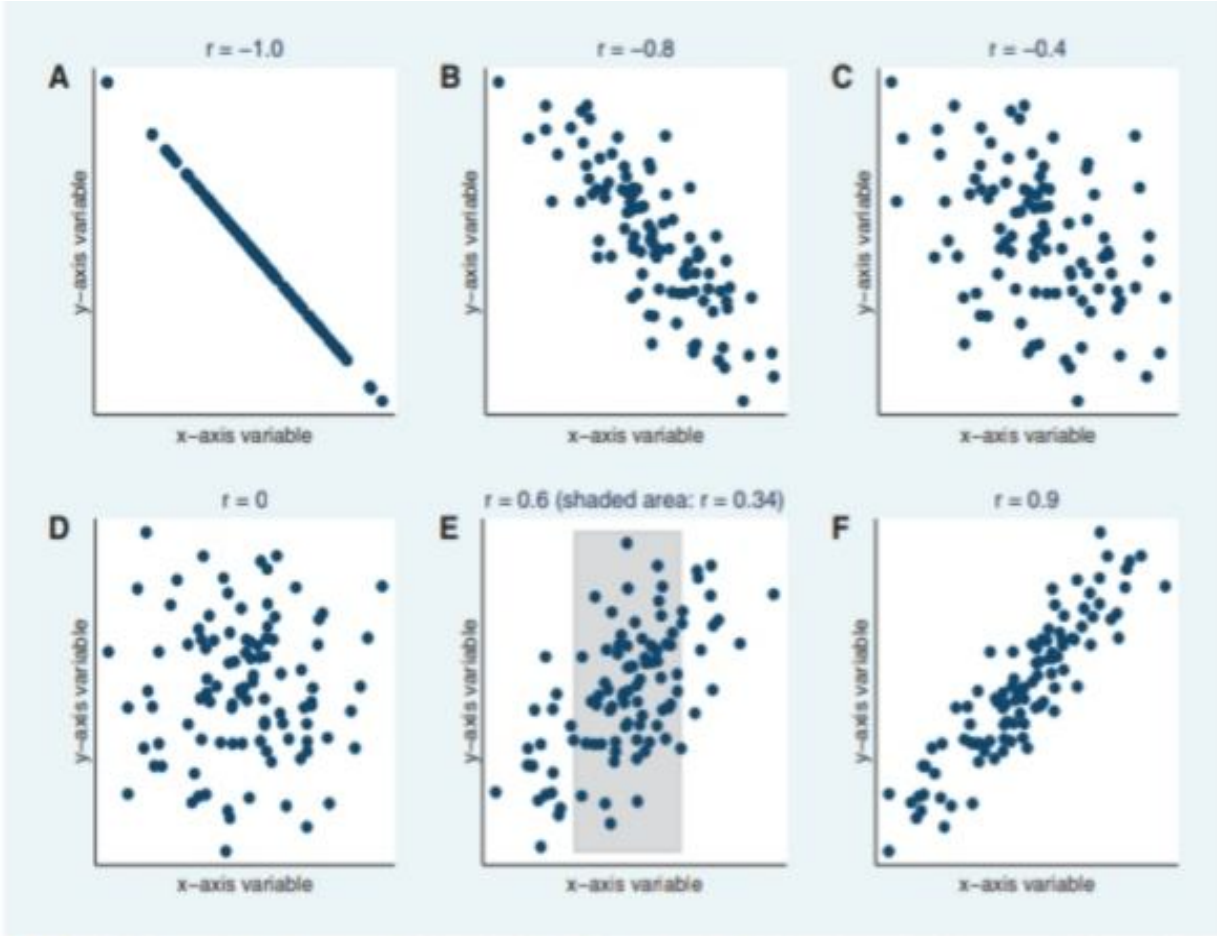 A
r = −1.0
y−axis variable
x−axis variable
B
r = −0.8
y−axis variable
x−axis variable
C
r = −0.4
y−axis variable
x−axis variable
D
r = 0
y−axis variable
x−axis variable
E
r = 0.6 (shaded area: r = 0.34)
y−axis variable
x−axis variable
F
r = 0.9
y−axis variable
x−axis variable